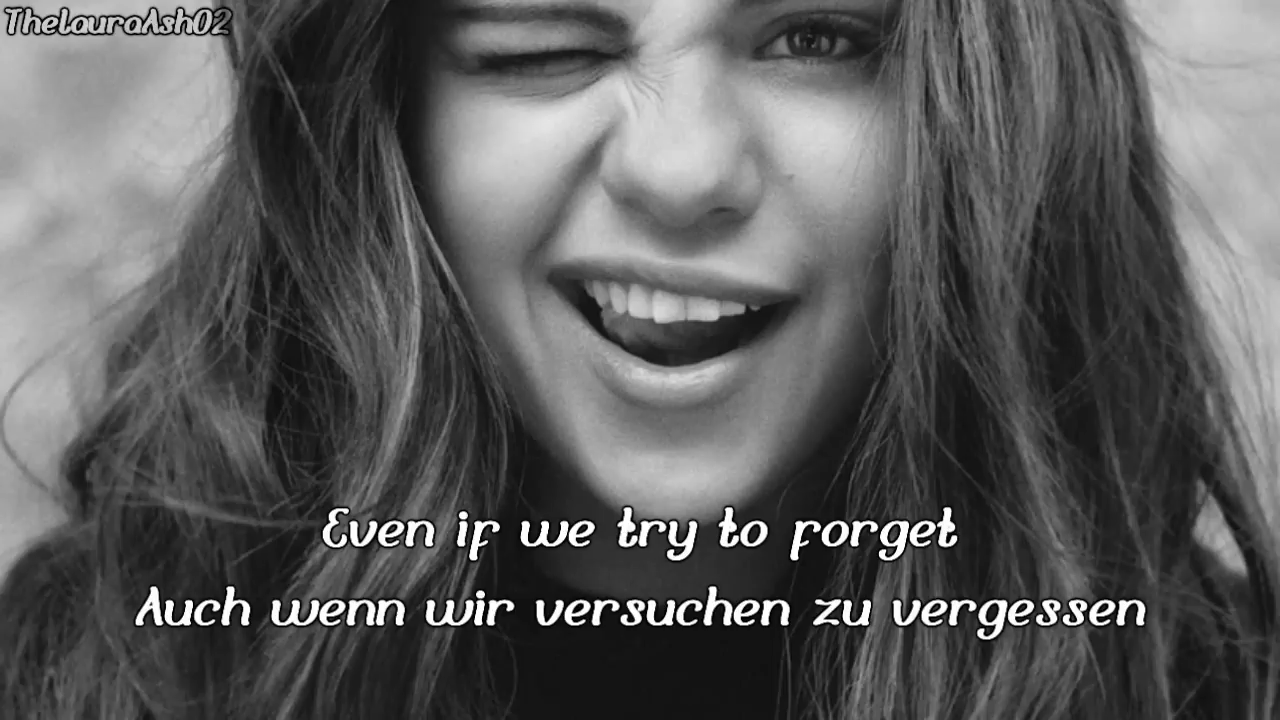 TheLauraAsh02
Even if we try to forget
Auch wenn wir versuchen zu vergessen